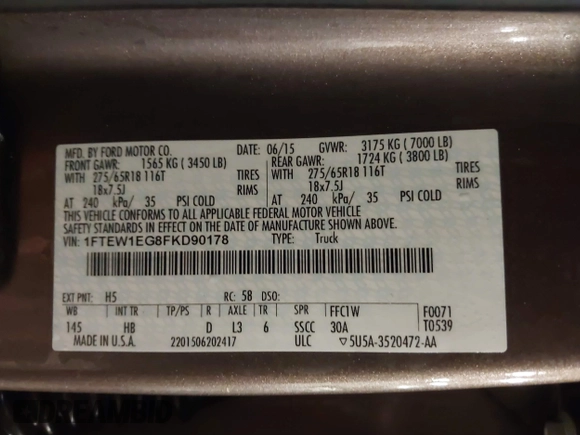 MFD. BY FORD MOTOR CO. DATE: 06/15 GVWR: 3175 KG ( 7000 LB)
FRONT GAWR: 1565 KG ( 3450 LB) REAR GAWR: 1724 KG ( 3800 LB)
WITH 275/65R18 116T TIRES WITH 275/65R18 116T TIRES
18x7.5J RIMS 18x7.5J RIMS
AT 240 kPa/ 35 PSI COLD AT 240 kPa/ 35 PSI COLD
THIS VEHICLE CONFORMS TO ALL APPLICABLE FEDERAL MOTOR VEHICLE
SAFETY STANDARDS IN EFFECT ON THE DATE OF MANUFACTURE SHOWN ABOVE.
VIN: 1FTEW1EG8FKD90178 TYPE: Truck
EXT PNT: H5 RC: 58 DSO:
WB INT TR TP/PS R AXLE TR SPR FFC1W F0071
145 HB D L3 6 SSCC 30A T0539
MADE IN U.S.A. 2201506202417 ULC ▽5U5A-3520472-AA
DREAMBID